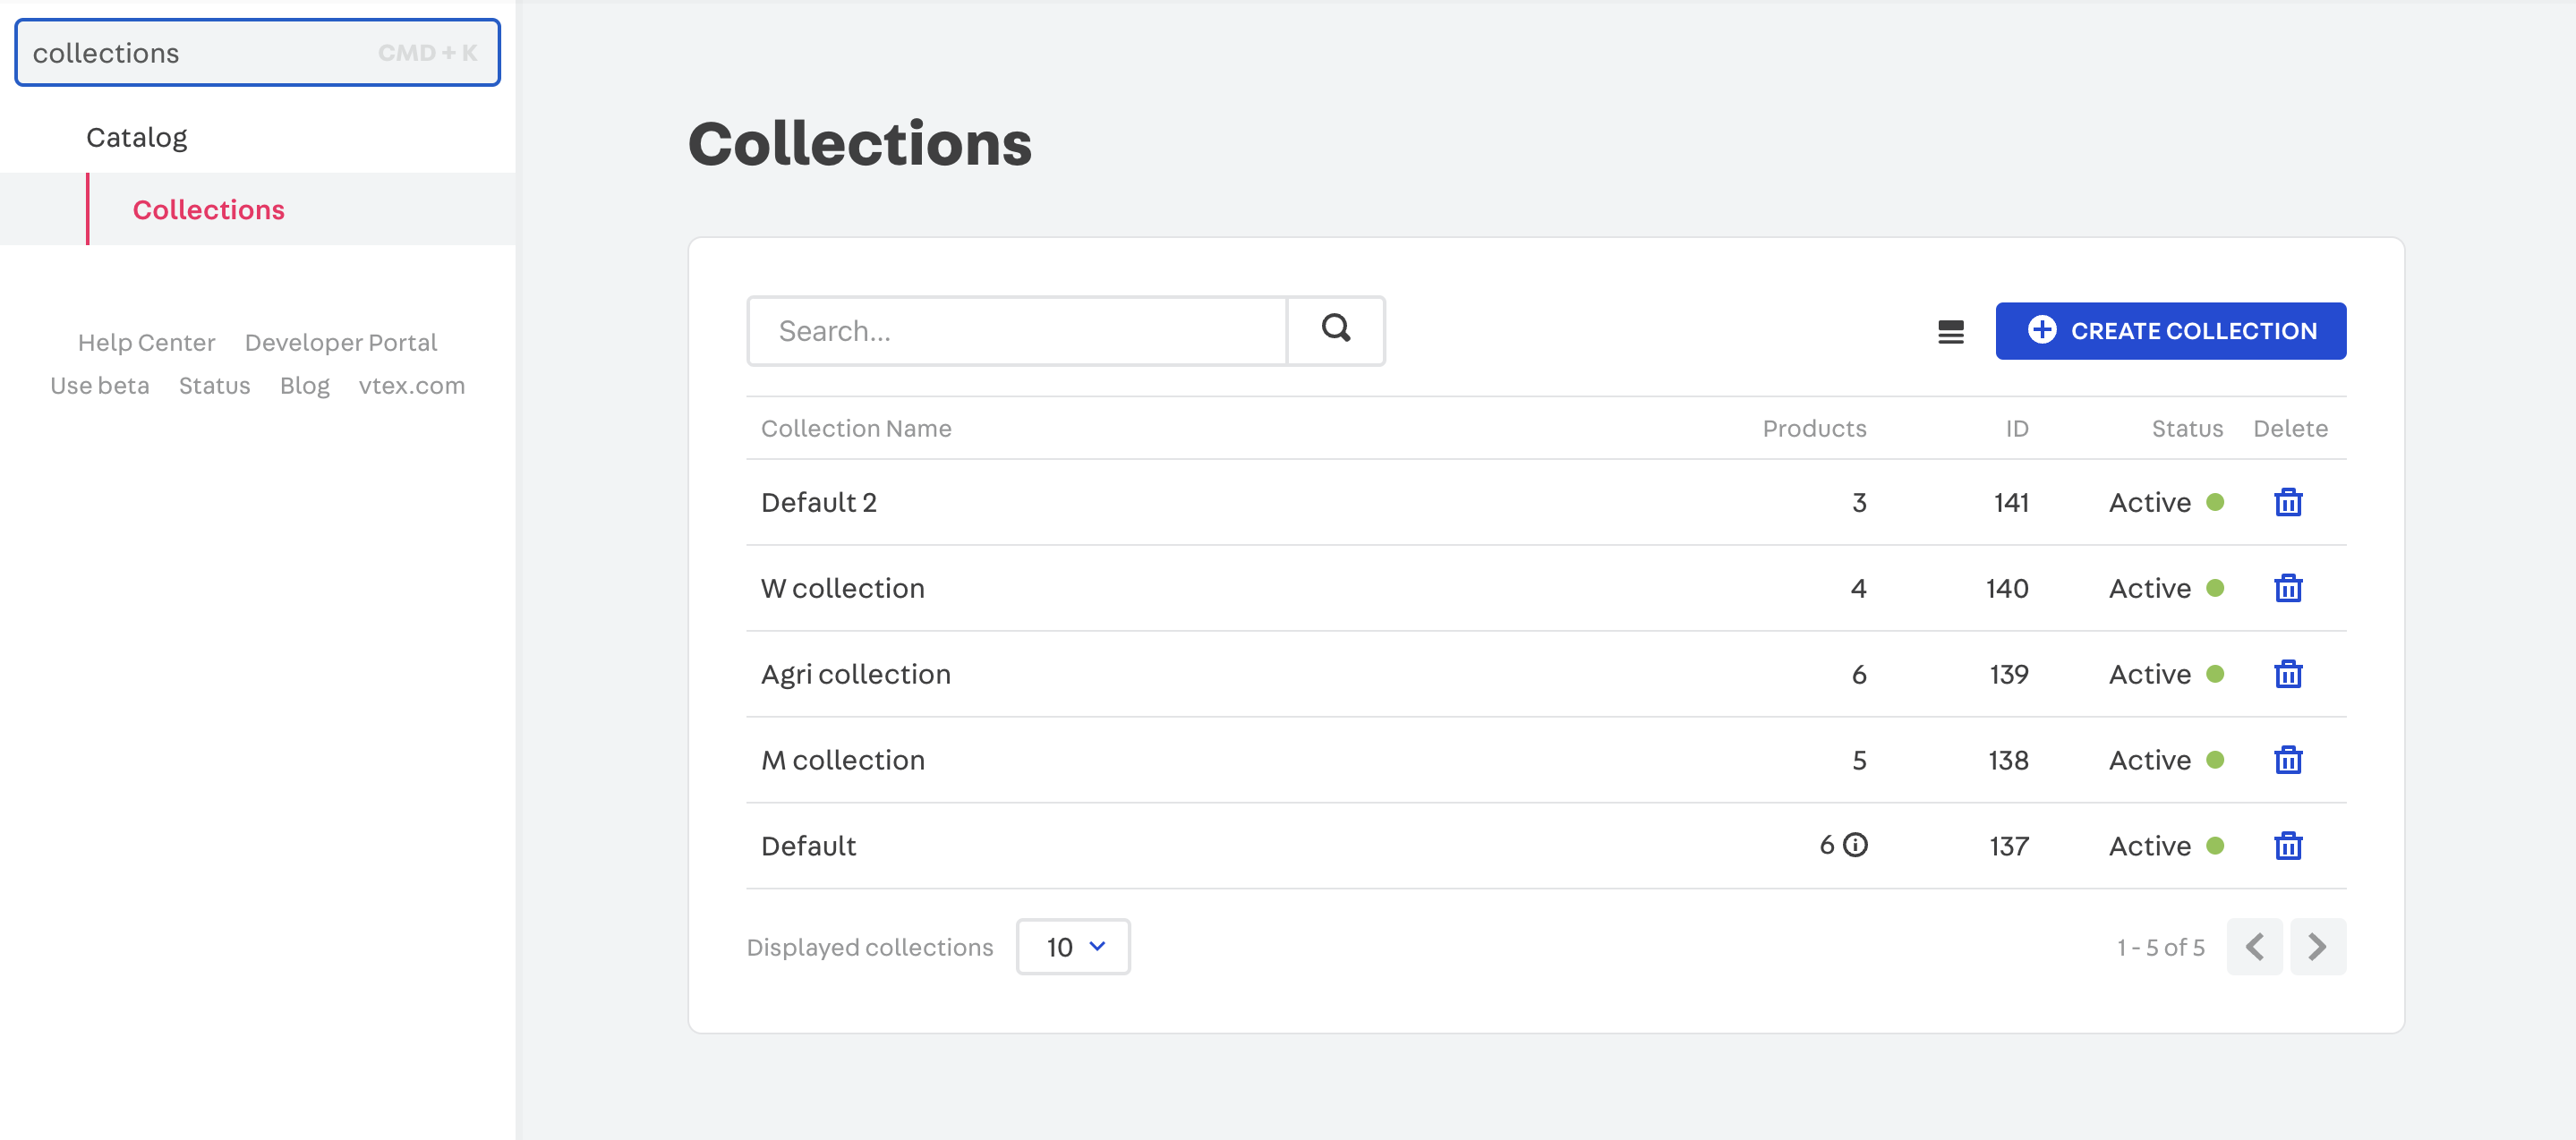 collections CMD + K
Catalog
Collections
Help Center Developer Portal
Use beta Status Blog vtex.com
Collections
Search...
CREATE COLLECTION
Collection Name Products ID Status Delete
Default 2 3 141 Active
W collection 4 140 Active
Agri collection 6 139 Active
M collection 5 138 Active
Default 6 137 Active
Displayed collections 10 1 - 5 of 5